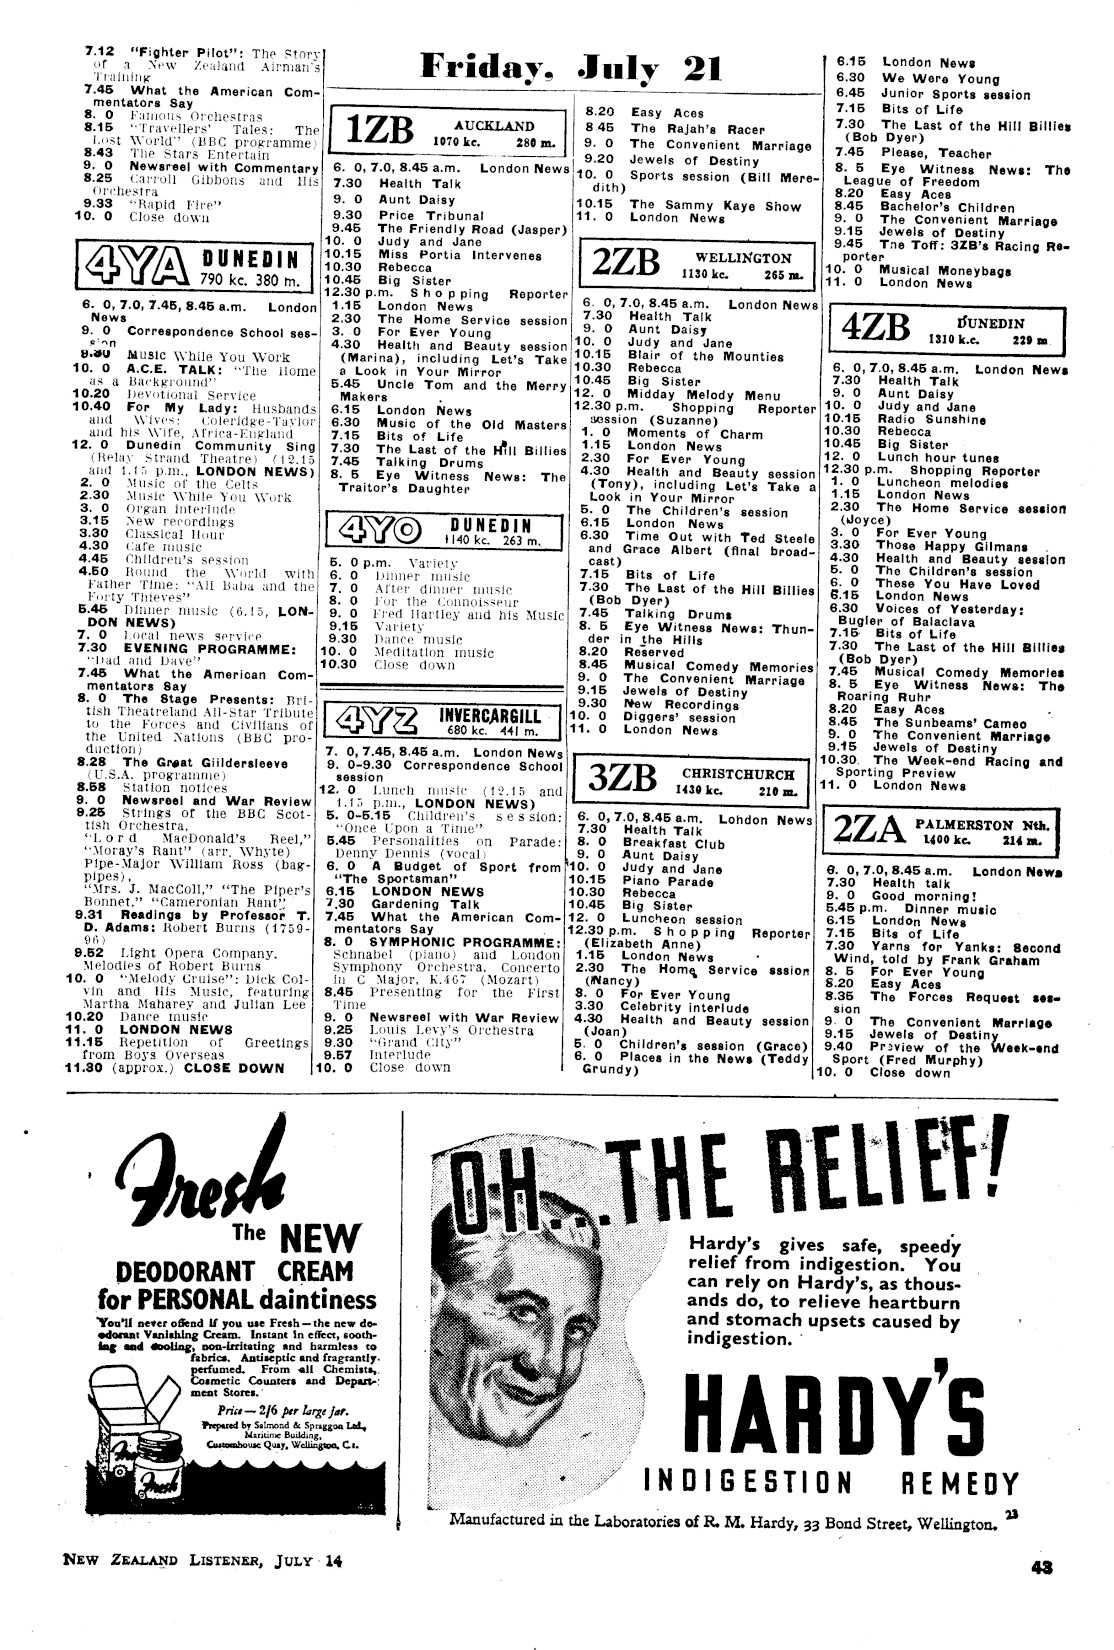 7.12 "Fighter Pilot": The Story
of a New Zealand Airman's
Training
7.45 What the American Com-
mentators Say
8. 0 Famous Orchestras
8.15 "Travellers' Tales: The
Lost World" (BBC programme)
8.43 The Stars Entertain
9. 0 Newsreel with Commentary
8.25 Carroll Gibbons and His
Orchestra
9.33 "Rapid Fire"
10. 0 Close down
4YA DUNEDIN
790 kc. 380 m.
6. 0, 7.0, 7.45, 8.45 a.m. London
News
9. 0 Correspondence School ses-
sion
9.30 Music While You Work
10. 0 A.C.E. TALK: "The Home
as a Background"
10.20 Devotional Service
10.40 For My Lady: Husbands
and Wives: Coleridge-Taylor
and his Wife, Africa-England
12. 0 Dunedin Community Sing
(Relay Strand Theatre) (12.15
and 1.15 p.m., LONDON NEWS)
2. 0 Music of the Celts
2.30 Music While You Work
3. 0 Organ Interlude
3.15 New recordings
3.30 Classical Hour
4.30 Cafe music
4.45 Children's session
4.50 Round the World with
Father Time: "Ali Baba and the
Forty Thieves"
5.45 Dinner music (6.15, LON-
DON NEWS)
7. 0 Local news service
7.30 EVENING PROGRAMME:
"Dad and Dave"
7.45 What the American Com-
mentators Say
8. 0 The Stage Presents: Bri-
tish Theatreland All-Star Tribute
to the Forces and Civilians of
the United Nations (BBC pro-
duction)
8.28 The Great Gildersleeve
(U.S.A. programme)
8.58 Station notices
9. 0 Newsreel and War Review
9.25 Strings of the BBC Scot-
tish Orchestra,
"Lord MacDonald's Reel,"
"Moray's Rant" (arr. Whyte)
Pipe-Major William Ross (bag-
pipes),
"Mrs. J. MacColl," "The Piper's
Bonnet," "Cameronian Rant"
9.31 Readings by Professor T.
D. Adams: Robert Burns (1759-
96)
9.52 Light Opera Company,
Melodies of Robert Burns
10. 0 "Melody Cruise": Dick Col-
vin and His Music, featuring
Martha Maharey and Julian Lee
10.20 Dance music
11. 0 LONDON NEWS
11.15 Repetition of Greetings
from Boys Overseas
11.30 (approx.) CLOSE DOWN
Friday, July 21
1ZB AUCKLAND
1070 kc. 280 m.
6. 0, 7.0, 8.45 a.m. London News
7.30 Health Talk
9. 0 Aunt Daisy
9.30 Price Tribunal
9.45 The Friendly Road (Jasper)
10. 0 Judy and Jane
10.15 Miss Portia Intervenes
10.30 Rebecca
10.45 Big Sister
12.30 p.m. Shopping Reporter
1.15 London News
2.30 The Home Service session
3. 0 For Ever Young
4.30 Health and Beauty session
(Marina), including Let's Take
a Look in Your Mirror
5.45 Uncle Tom and the Merry
Makers
6.15 London News
6.30 Music of the Old Masters
7.15 Bits of Life
7.30 The Last of the Hill Billies
7.45 Talking Drums
8. 5 Eye Witness News: The
Traitor's Daughter
4YO DUNEDIN
1140 kc. 263 m.
5. 0 p.m. Variety
6. 0 Dinner music
7. 0 After dinner music
8. 0 For the Connoisseur
9. 0 Fred Hartley and his Music
9.15 Variety
9.30 Dance music
10. 0 Meditation music
10.30 Close down
4YZ INVERCARGILL
680 kc. 441 m.
7. 0, 7.45, 8.45 a.m. London News
9. 0-9.30 Correspondence School
session
12. 0 Lunch music (12.15 and
1.15 p.m., LONDON NEWS)
5. 0-5.15 Children's session:
"Once Upon a Time"
5.45 Personalities on Parade:
Denny Dennis (vocal)
6. 0 A Budget of Sport from
"The Sportsman"
6.15 LONDON NEWS
7.30 Gardening Talk
7.45 What the American Com-
mentators Say
8. 0 SYMPHONIC PROGRAMME:
Schnabel (piano) and London
Symphony Orchestra, Concerto
in C Major, K.467 (Mozart)
8.45 Presenting for the First
Time
9. 0 Newsreel with War Review
9.25 Louis Levy's Orchestra
9.30 "Grand City"
9.57 Interlude
10. 0 Close down
8.20 Easy Aces
8.45 The Rajah's Racer
9. 0 The Convenient Marriage
9.20 Jewels of Destiny
10. 0 Sports session (Bill Mere-
dith)
10.15 The Sammy Kaye Show
11. 0 London News
2ZB WELLINGTON
1130 kc. 265 m.
6. 0, 7.0, 8.45 a.m. London News
7.30 Health Talk
9. 0 Aunt Daisy
10. 0 Judy and Jane
10.15 Blair of the Mounties
10.30 Rebecca
10.45 Big Sister
12. 0 Midday Melody Menu
12.30 p.m. Shopping Reporter
session (Suzanne)
1. 0 Moments of Charm
1.15 London News
2.30 For Ever Young
4.30 Health and Beauty session
(Tony), including Let's Take a
Look in Your Mirror
5. 0 The Children's session
6.15 London News
6.30 Time Out with Ted Steele
and Grace Albert (final broad-
cast)
7.15 Bits of Life
7.30 The Last of the Hill Billies
(Bob Dyer)
7.45 Talking Drums
8. 5 Eye Witness News: Thun-
der in the Hills
8.20 Reserved
8.45 Musical Comedy Memories
9. 0 The Convenient Marriage
9.15 Jewels of Destiny
9.30 New Recordings
10. 0 Diggers' session
11. 0 London News
3ZB CHRISTCHURCH
1430 kc. 210 m.
6. 0, 7.0, 8.45 a.m. London News
7.30 Health Talk
8. 0 Breakfast Club
9. 0 Aunt Daisy
10. 0 Judy and Jane
10.15 Piano Parade
10.30 Rebecca
10.45 Big Sister
12. 0 Luncheon session
12.30 p.m. Shopping Reporter
(Elizabeth Anne)
1.15 London News
2.30 The Home Service sssion
(Nancy)
8. 0 For Ever Young
3.30 Celebrity interlude
4.30 Health and Beauty session
(Joan)
5. 0 Children's session (Grace)
6. 0 Places in the News (Teddy
Grundy)
6.15 London News
6.30 We Were Young
6.45 Junior Sports session
7.15 Bits of Life
7.30 The Last of the Hill Billies
(Bob Dyer)
7.45 Please, Teacher
8. 5 Eye Witness News: The
League of Freedom
8.20 Easy Aces
8.45 Bachelor's Children
9. 0 The Convenient Marriage
9.15 Jewels of Destiny
9.45 The Toff: 3ZB's Racing Re-
porter
10. 0 Musical Moneybags
11. 0 London News
4ZB DUNEDIN
1310 k.c. 229 m
6. 0, 7.0, 8.45 a.m. London News
7.30 Health Talk
9. 0 Aunt Daisy
10. 0 Judy and Jane
10.15 Radio Sunshine
10.30 Rebecca
10.45 Big Sister
12. 0 Lunch hour tunes
12.30 p.m. Shopping Reporter
1. 0 Luncheon melodies
1.15 London News
2.30 The Home Service session
(Joyce)
3. 0 For Ever Young
3.30 Those Happy Gilmans
4.30 Health and Beauty session
5. 0 The Children's session
6. 0 These You Have Loved
6.15 London News
6.30 Voices of Yesterday:
Bugler of Balaclava
7.15 Bits of Life
7.30 The Last of the Hill Billies
(Bob Dyer)
7.45 Musical Comedy Memories
8. 5 Eye Witness News: The
Roaring Ruhr
8.20 Easy Aces
8.45 The Sunbeams' Cameo
9. 0 The Convenient Marriage
9.15 Jewels of Destiny
10.30. The Week-end Racing and
Sporting Preview
11. 0 London News
2ZA PALMERSTON Nth.
1400 kc. 214 m.
6. 0, 7.0, 8.45 a.m. London News
7.30 Health talk
9. 0 Good morning!
5.45 p.m. Dinner music
6.15 London News
7.15 Bits of Life
7.30 Yarns for Yanks: Second
Wind, told by Frank Graham
8. 5 For Ever Young
8.20 Easy Aces
8.35 The Forces Request ses-
sion
9. 0 The Convenient Marriage
9.15 Jewels of Destiny
9.40 Preview of the Week-end
Sport (Fred Murphy)
10. 0 Close down
Fresh
The NEW
DEODORANT CREAM
for PERSONAL daintiness
You'll never offend if you use Fresh—the new de-
odorant Vanishing Cream. Instant in effect, sooth-
ing and cooling, non-irritating and harmless to
fabrics. Antiseptic and fragrantly
perfumed. From all Chemists,
Cosmetic Counters and Depart-
ment Stores.
Price—2/6 per large jar.
Prepared by Salmond & Spraggon Ltd.,
Maritime Building,
Customhouse Quay, Wellington, C.1.
Fresh
Fresh
OH...THE RELIEF!
Hardy's gives safe, speedy
relief from indigestion. You
can rely on Hardy's, as thous-
ands do, to relieve heartburn
and stomach upsets caused by
indigestion.
HARDY'S
INDIGESTION REMEDY
Manufactured in the Laboratories of R. M. Hardy, 33 Bond Street, Wellington. 23
NEW ZEALAND LISTENER, JULY 14
43